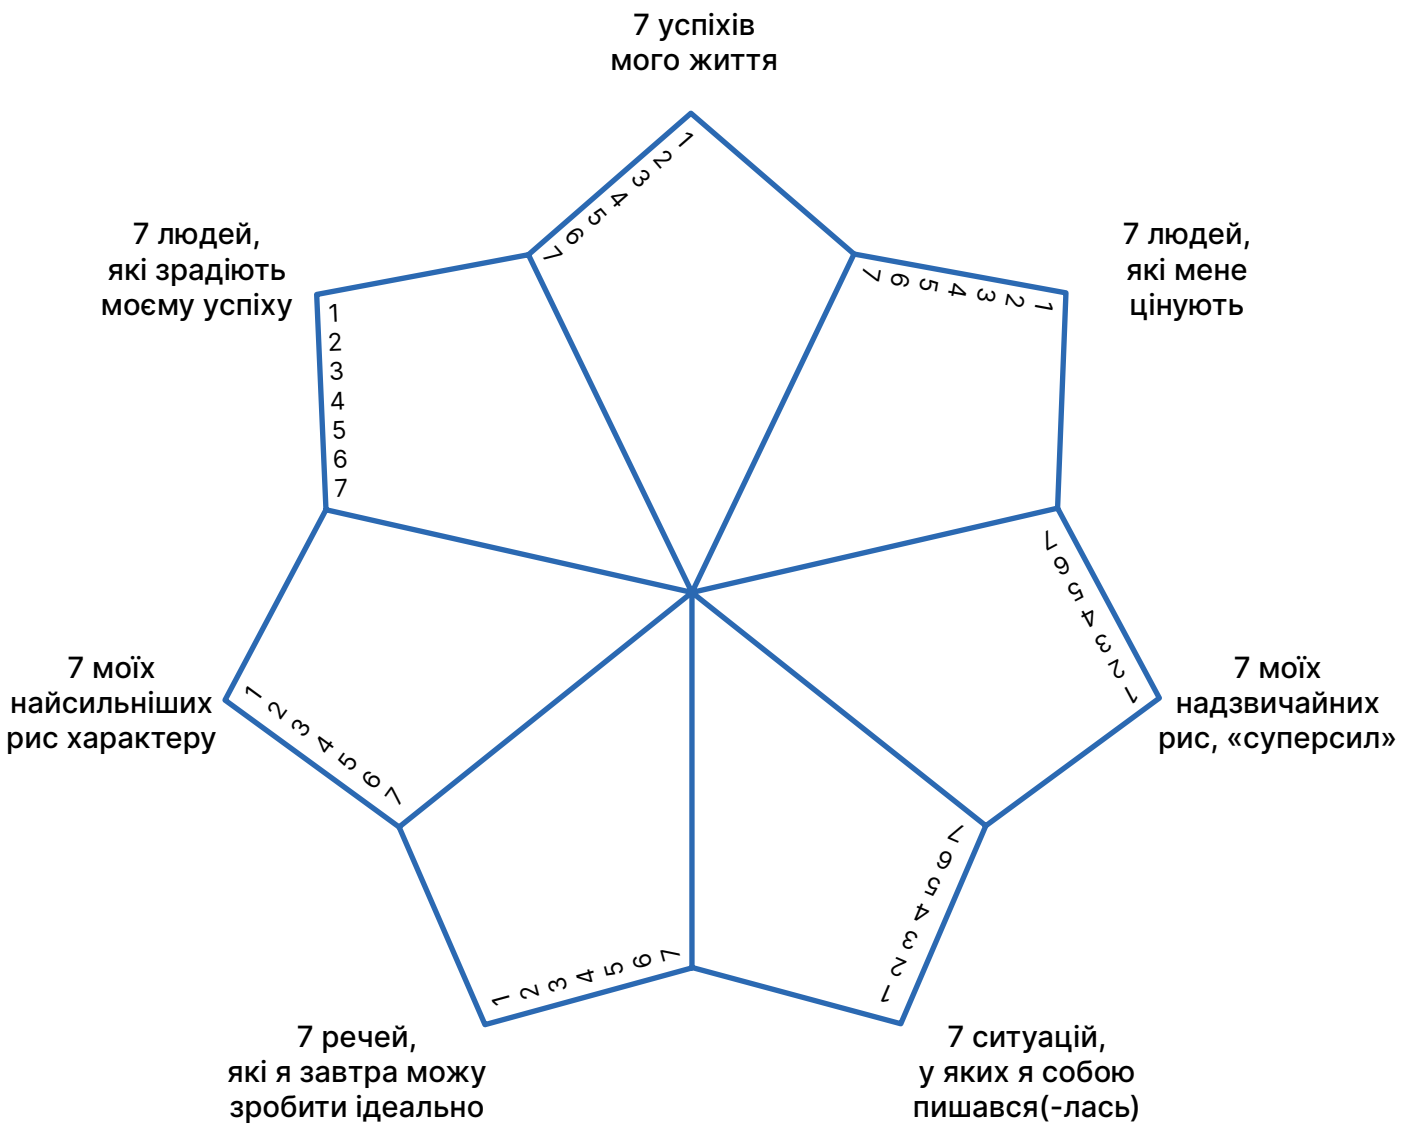 7 успіхів
мого життя
1
2
3
4
5
6
7
7 людей,
які мене
цінують
1
2
3
4
5
6
7
7 моїх
надзвичайних
рис, «суперсил»
1
2
3
4
5
6
7
7 ситуацій,
у яких я собою
пишався(-лась)
1
2
3
4
5
6
7
7 речей,
які я завтра можу
зробити ідеально
1
2
3
4
5
6
7
7 моїх
найсильніших
рис характеру
1
2
3
4
5
6
7
7 людей,
які зрадіють
моєму успіху
1
2
3
4
5
6
7